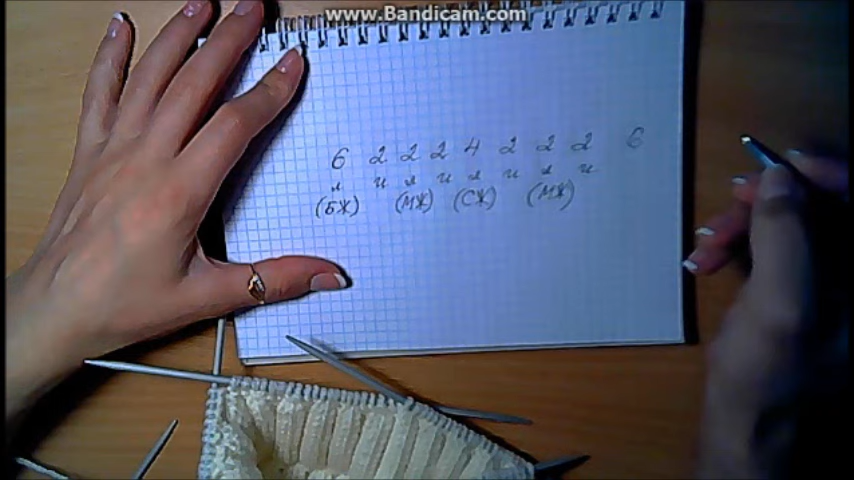 www.Bandicam.com
6 2 2 2 4 2 2 2 6
л и л и л и л и
(БЖ) (МЖ) (СЖ) (МЖ)